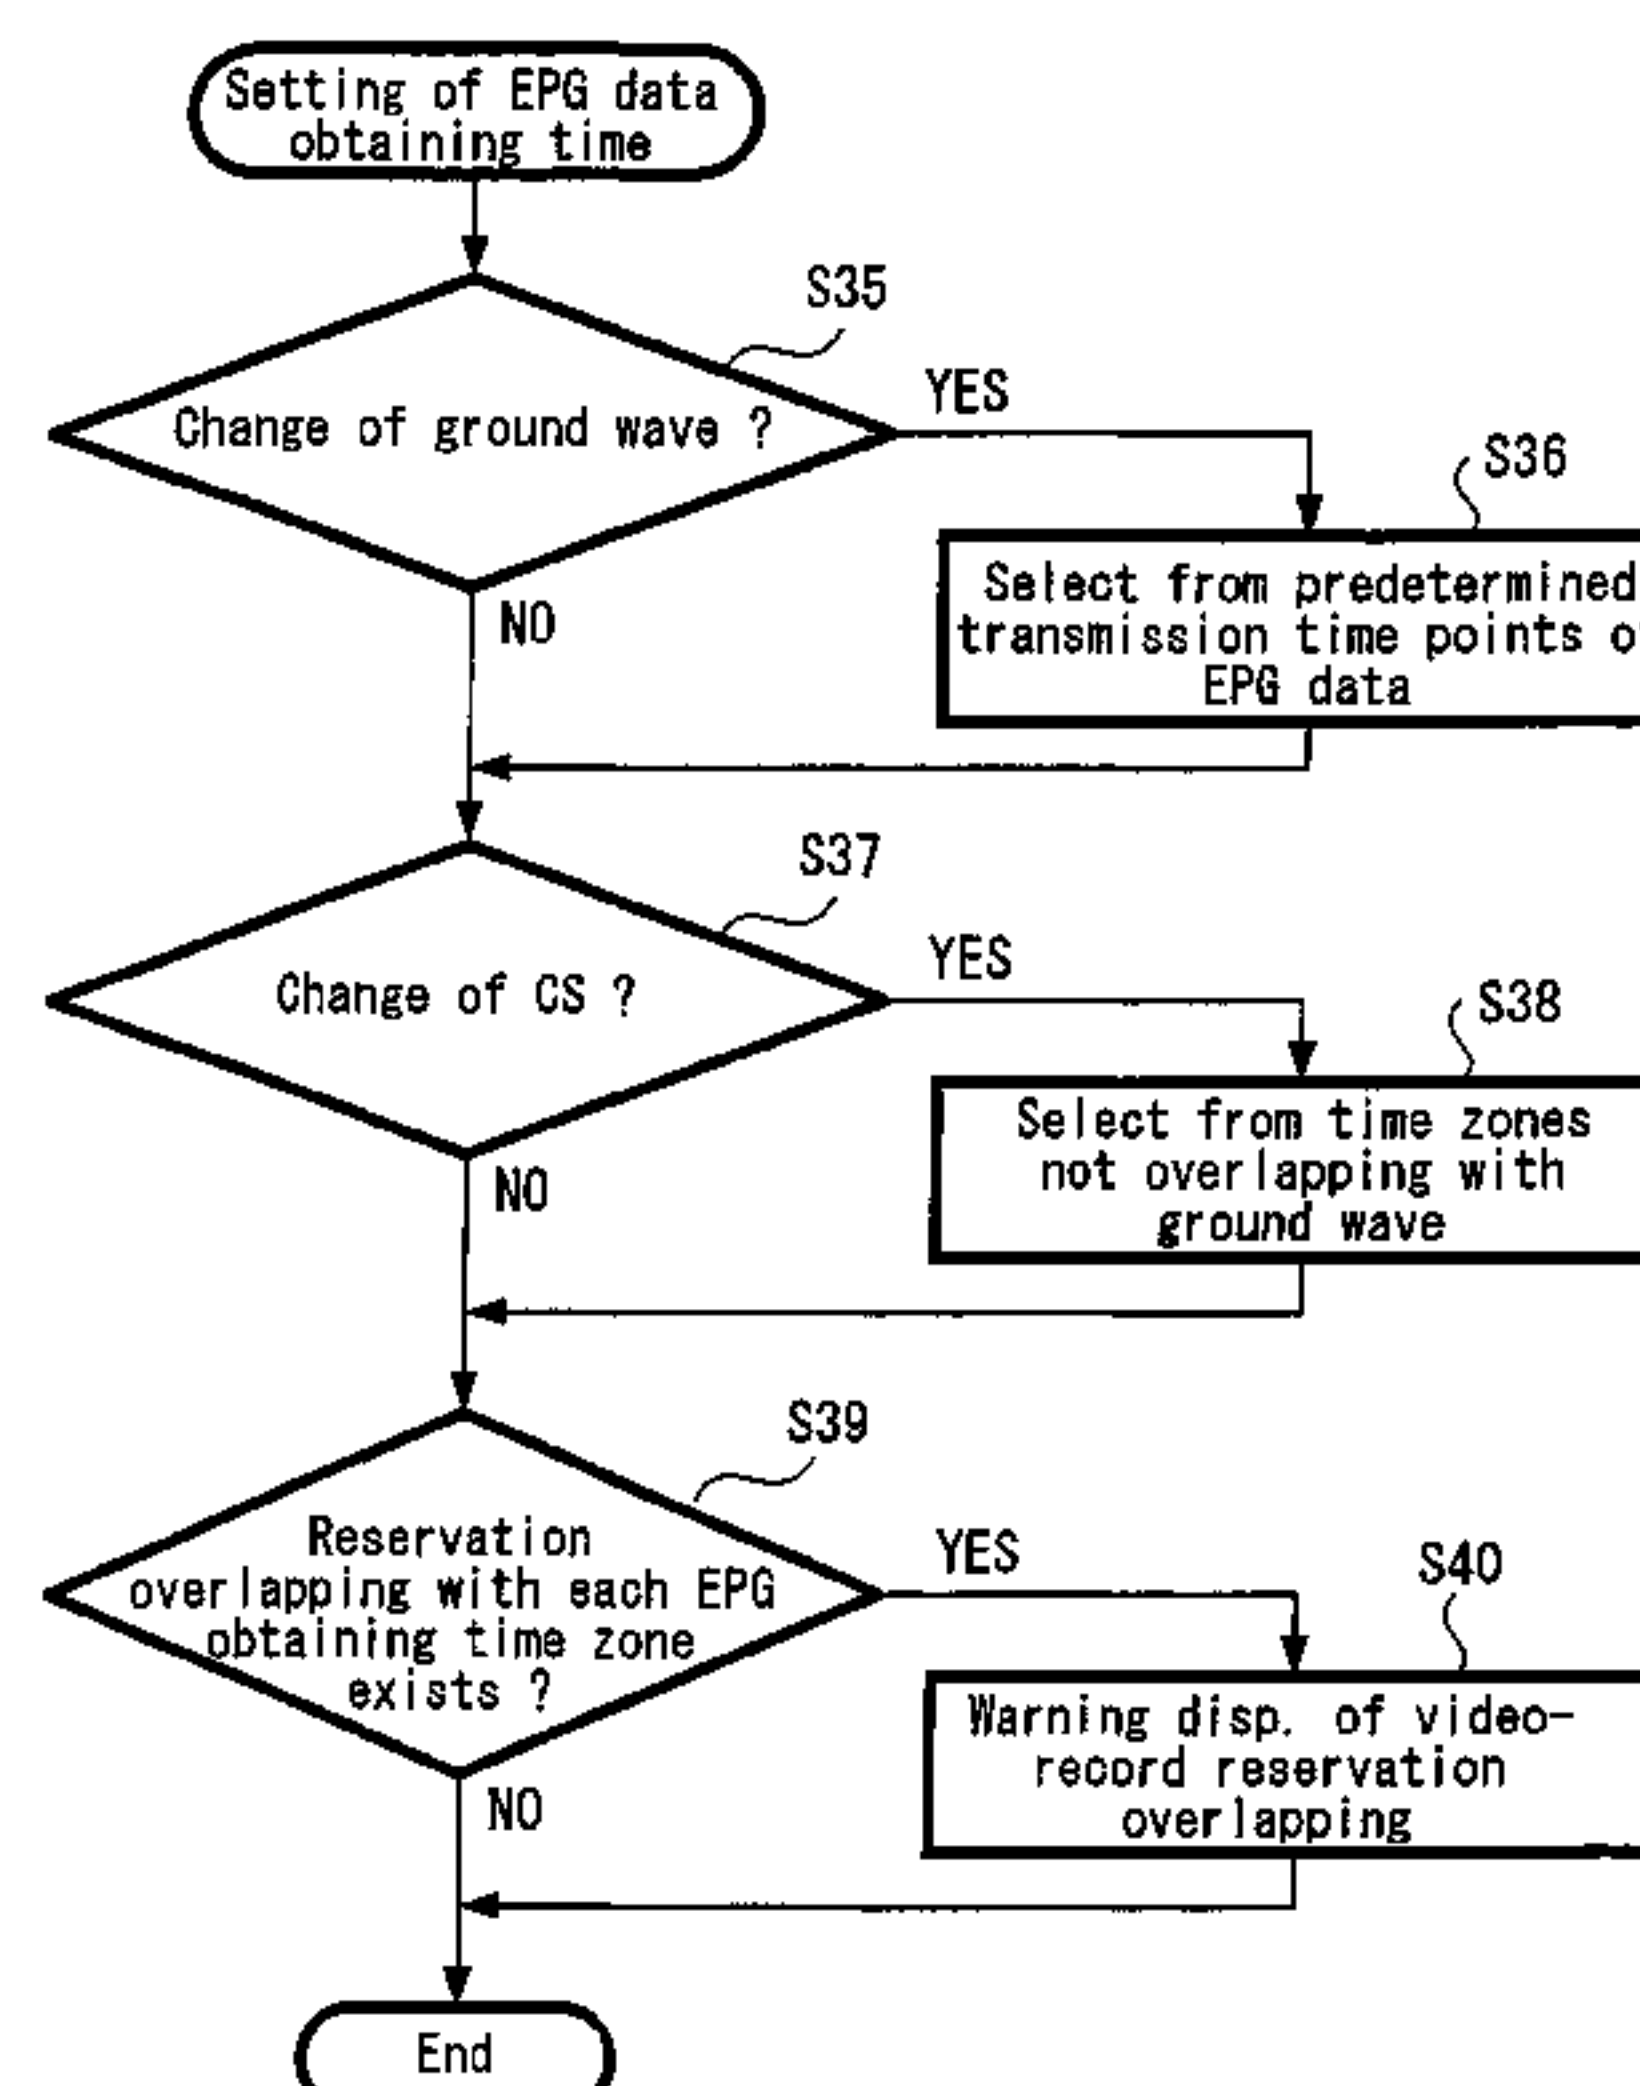 Setting of EPG data
obtaining time
S35
Change of ground wave ?
YES
S36
NO
Select from predetermined
transmission time points
EPG data
S37
Change of CS ?
YES
S38
NO
Select from time zones
not overlapping with
ground wave
S39
Reservation
overlapping with each EPG
obtaining time zone
exists ?
YES
S40
NO
Warning disp. of video-
record reservation
overlapping
End